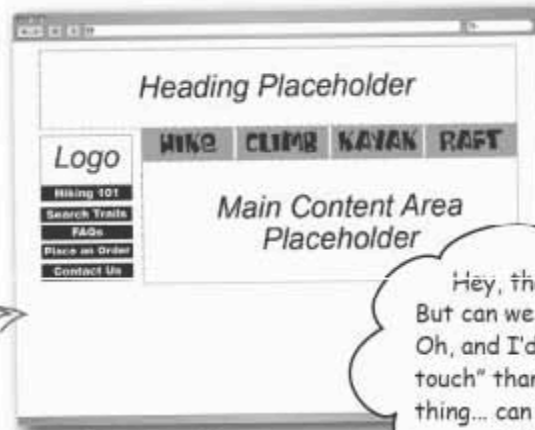 Heading Placeholder
Logo
HIKE CLIMB KAYAK RAFT
Hiking 101
Search Trails
FAQs
Place an Order
Contact Us
Main Content Area
Placeholder
Hey, th
But can we
Oh, and I'd
touch" than
thing... can